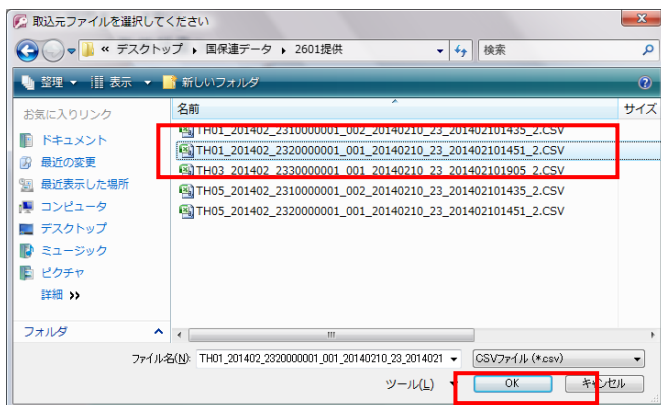 取込元ファイルを選択してください
« デスクトップ ▸ 国保連データ ▸ 2601提供
検索
整理 表示 新しいフォルダ
お気に入りリンク
ドキュメント
最近の変更
最近表示した場所
コンピュータ
デスクトップ
ミュージック
ピクチャ
詳細 »
フォルダ
名前 サイズ
TH01_201402_2310000001_002_20140210_23_201402101435_2.CSV
TH01_201402_2320000001_001_20140210_23_201402101451_2.CSV
TH03_201402_2330000001_001_20140210_23_201402101905_2.CSV
TH05_201402_2310000001_002_20140210_23_201402101435_2.CSV
TH05_201402_2320000001_001_20140210_23_201402101451_2.CSV
ファイル名(N): TH01_201402_2320000001_001_20140210_23_2014021
CSVファイル (*.csv)
ツール(L) OK キャンセル